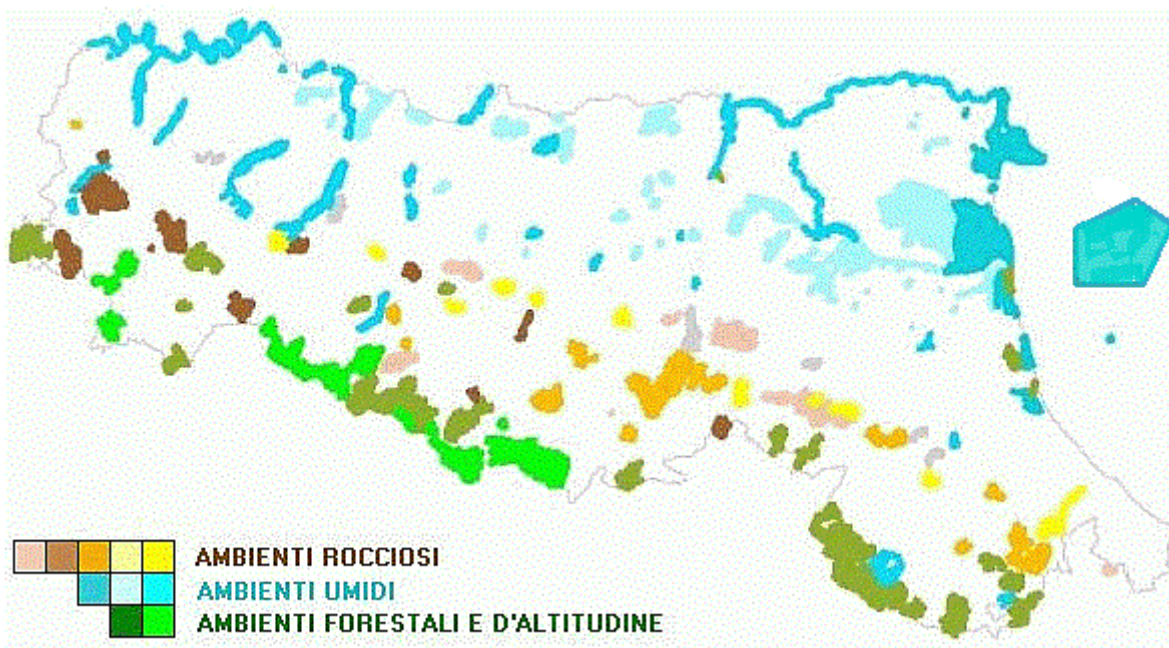 AMBIENTI ROCCIOSI
AMBIENTI UMIDI
AMBIENTI FORESTALI E D'ALTITUDINE